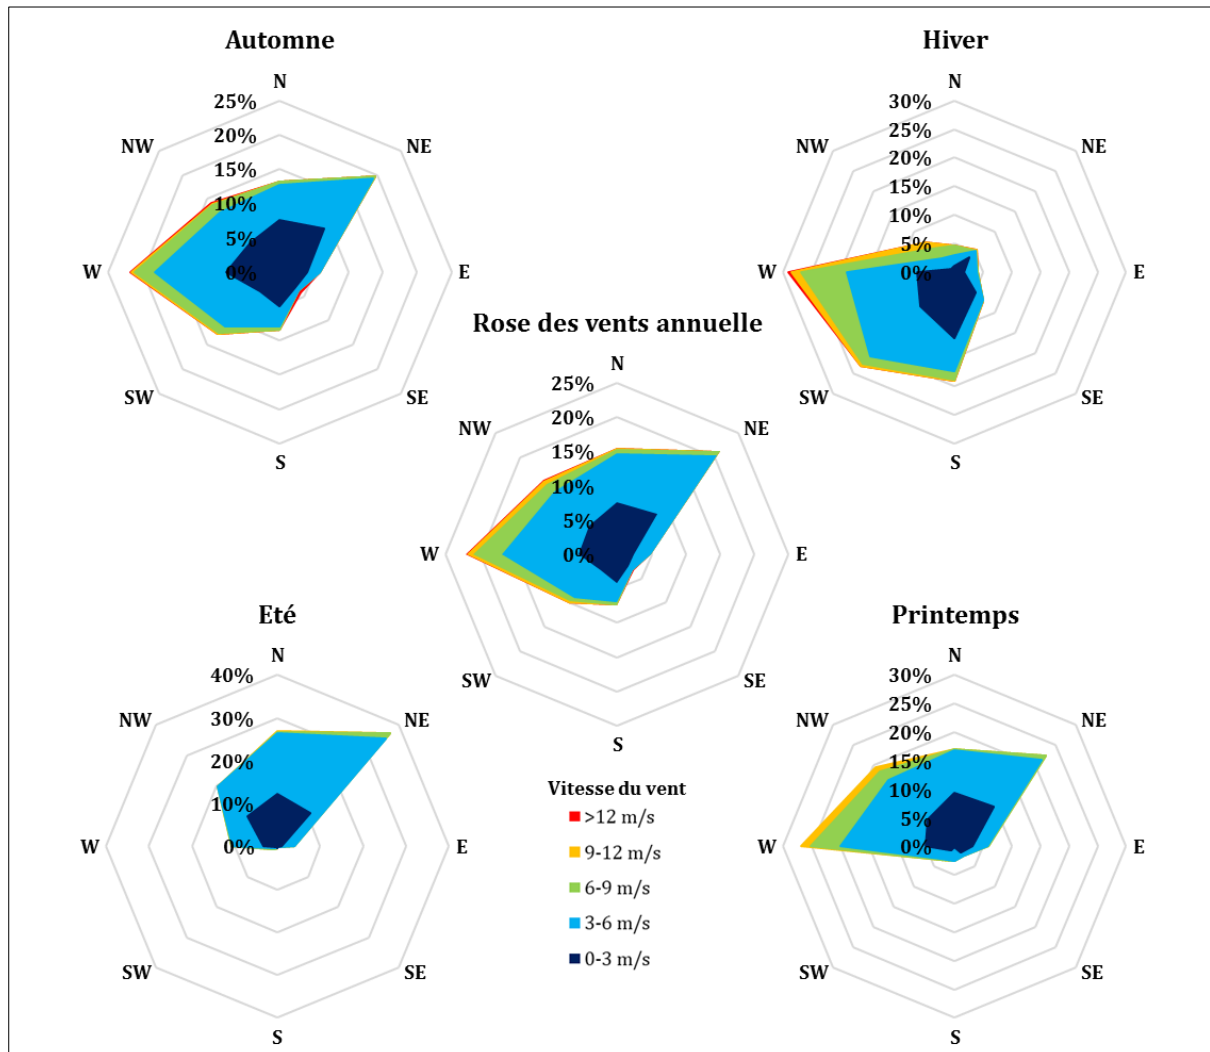 Automne
N
25%
20%
15%
10%
5%
0%
NW
NE
W
E
SW
SE
S
Hiver
N
30%
25%
20%
15%
10%
5%
0%
NW
NE
W
E
SW
SE
S
Rose des vents annuelle
N
25%
20%
15%
10%
5%
0%
NW
NE
W
E
SW
SE
S
Eté
N
40%
30%
20%
10%
0%
NW
NE
W
E
SW
SE
S
Printemps
N
30%
25%
20%
15%
10%
5%
0%
NW
NE
W
E
SW
SE
S
Vitesse du vent
>12 m/s
9-12 m/s
6-9 m/s
3-6 m/s
0-3 m/s